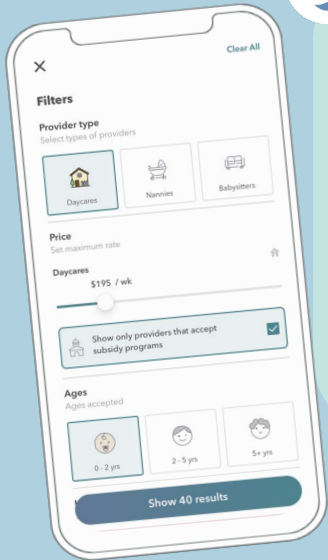 Clear All
Filters
Provider type
Select types of providers
Daycares
Nannies
Babysitters
Price
Set maximum rate
Daycares
$195 / wk
Show only providers that accept
subsidy programs
Ages
Ages accepted
0 - 2 yrs
2 - 5 yrs
5+ yrs
Show 40 results